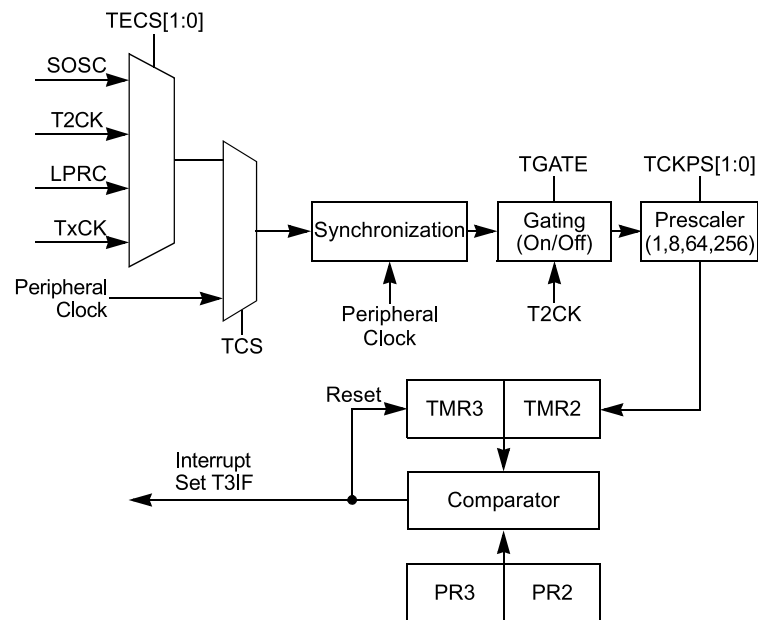 TECS[1:0]
SOSC
T2CK
LPRC
TxCK
Peripheral
Clock
TCS
Synchronization
Peripheral
Clock
TGATE
Gating
(On/Off)
T2CK
TCKPS[1:0]
Prescaler
(1,8,64,256)
Reset
TMR3
TMR2
Interrupt
Set T3IF
Comparator
PR3
PR2